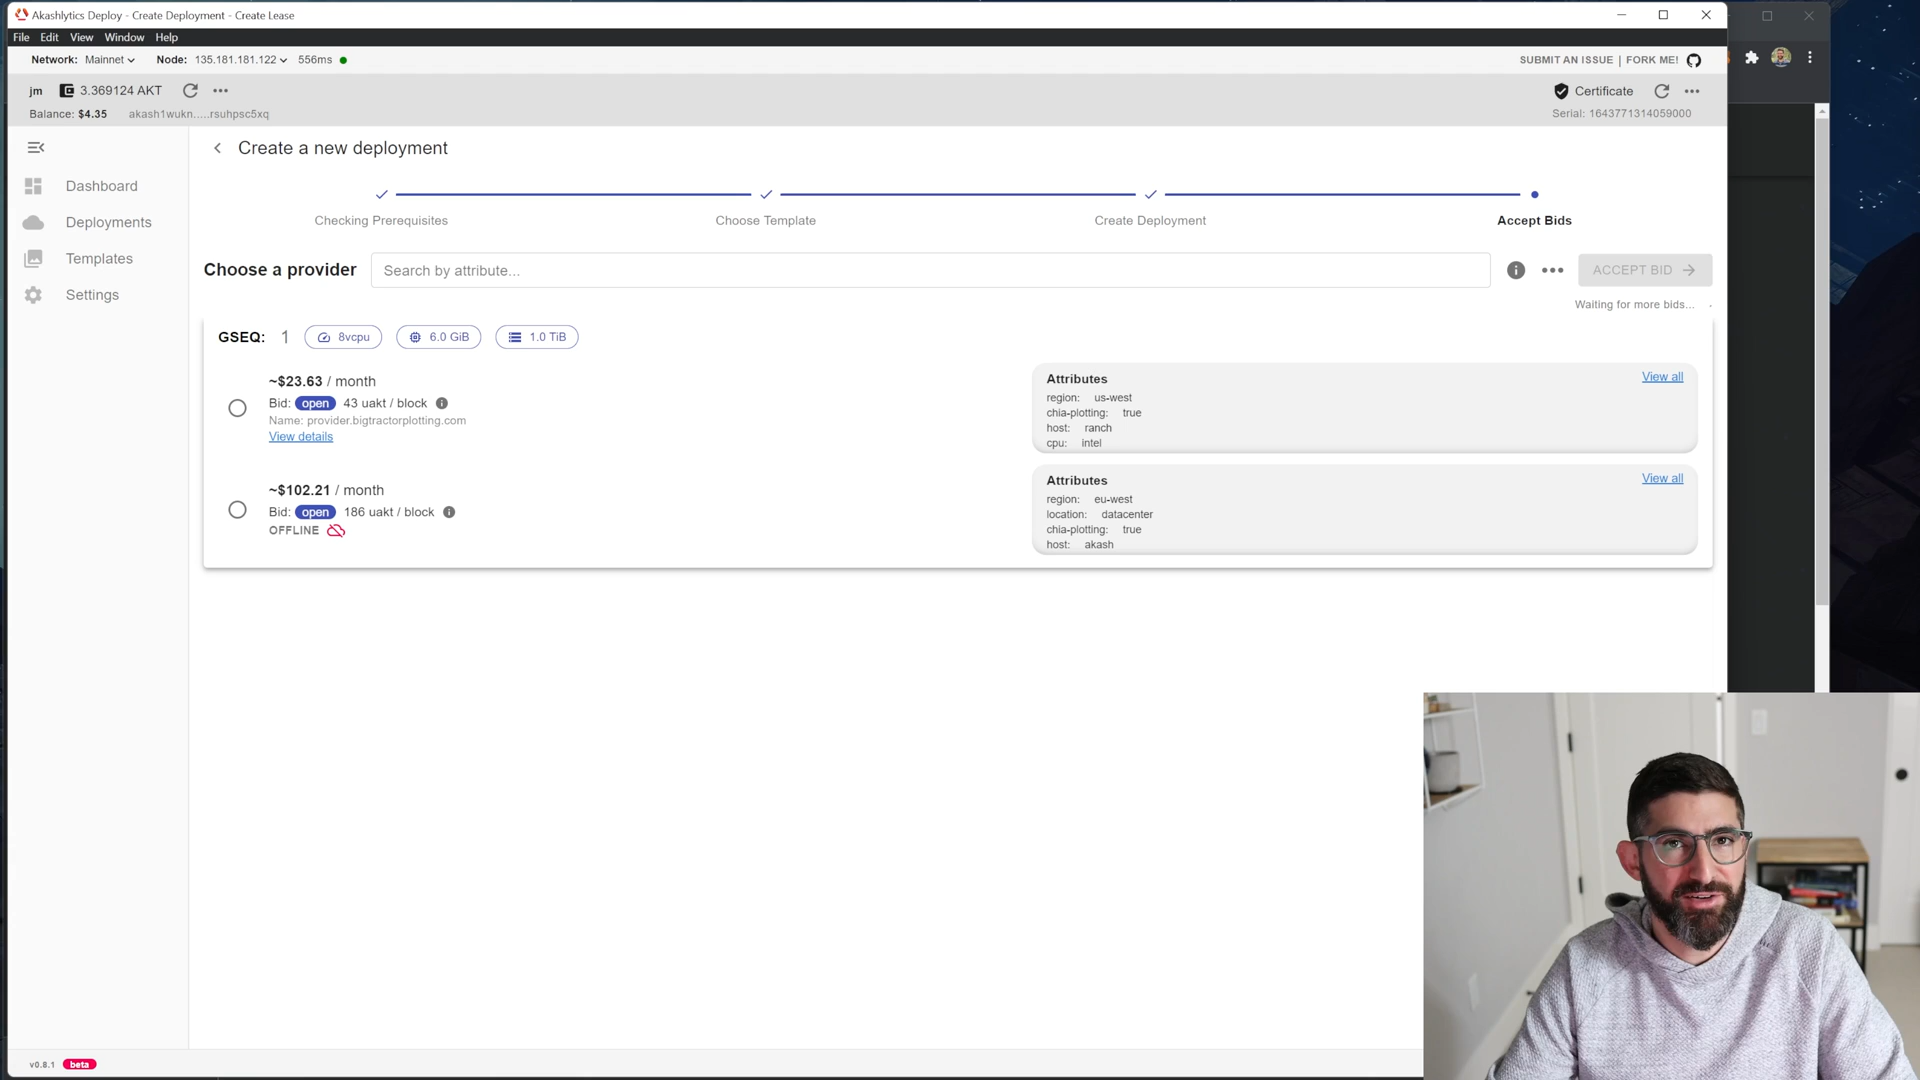 Akashlytics Deploy - Create Deployment - Create Lease
File Edit View Window Help
Network: Mainnet Node: 135.181.181.122 556ms
SUBMIT AN ISSUE | FORK ME!
jm 3.369124 AKT
Certificate
Balance: $4.35 akash1wukn.....rsuhpsc5xq
Serial: 1643771314059000
Create a new deployment
Dashboard
Deployments
Templates
Settings
Checking Prerequisites
Choose Template
Create Deployment
Accept Bids
Choose a provider
Search by attribute...
ACCEPT BID
Waiting for more bids...
GSEQ: 1 8vcpu 6.0 GiB 1.0 TiB
~$23.63 / month
Bid: open 43 uakt / block
Name: provider.bigtractorplotting.com
View details
Attributes
View all
region: us-west
chia-plotting: true
host: ranch
cpu: intel
~$102.21 / month
Bid: open 186 uakt / block
OFFLINE
Attributes
View all
region: eu-west
location: datacenter
chia-plotting: true
host: akash
v0.8.1 beta